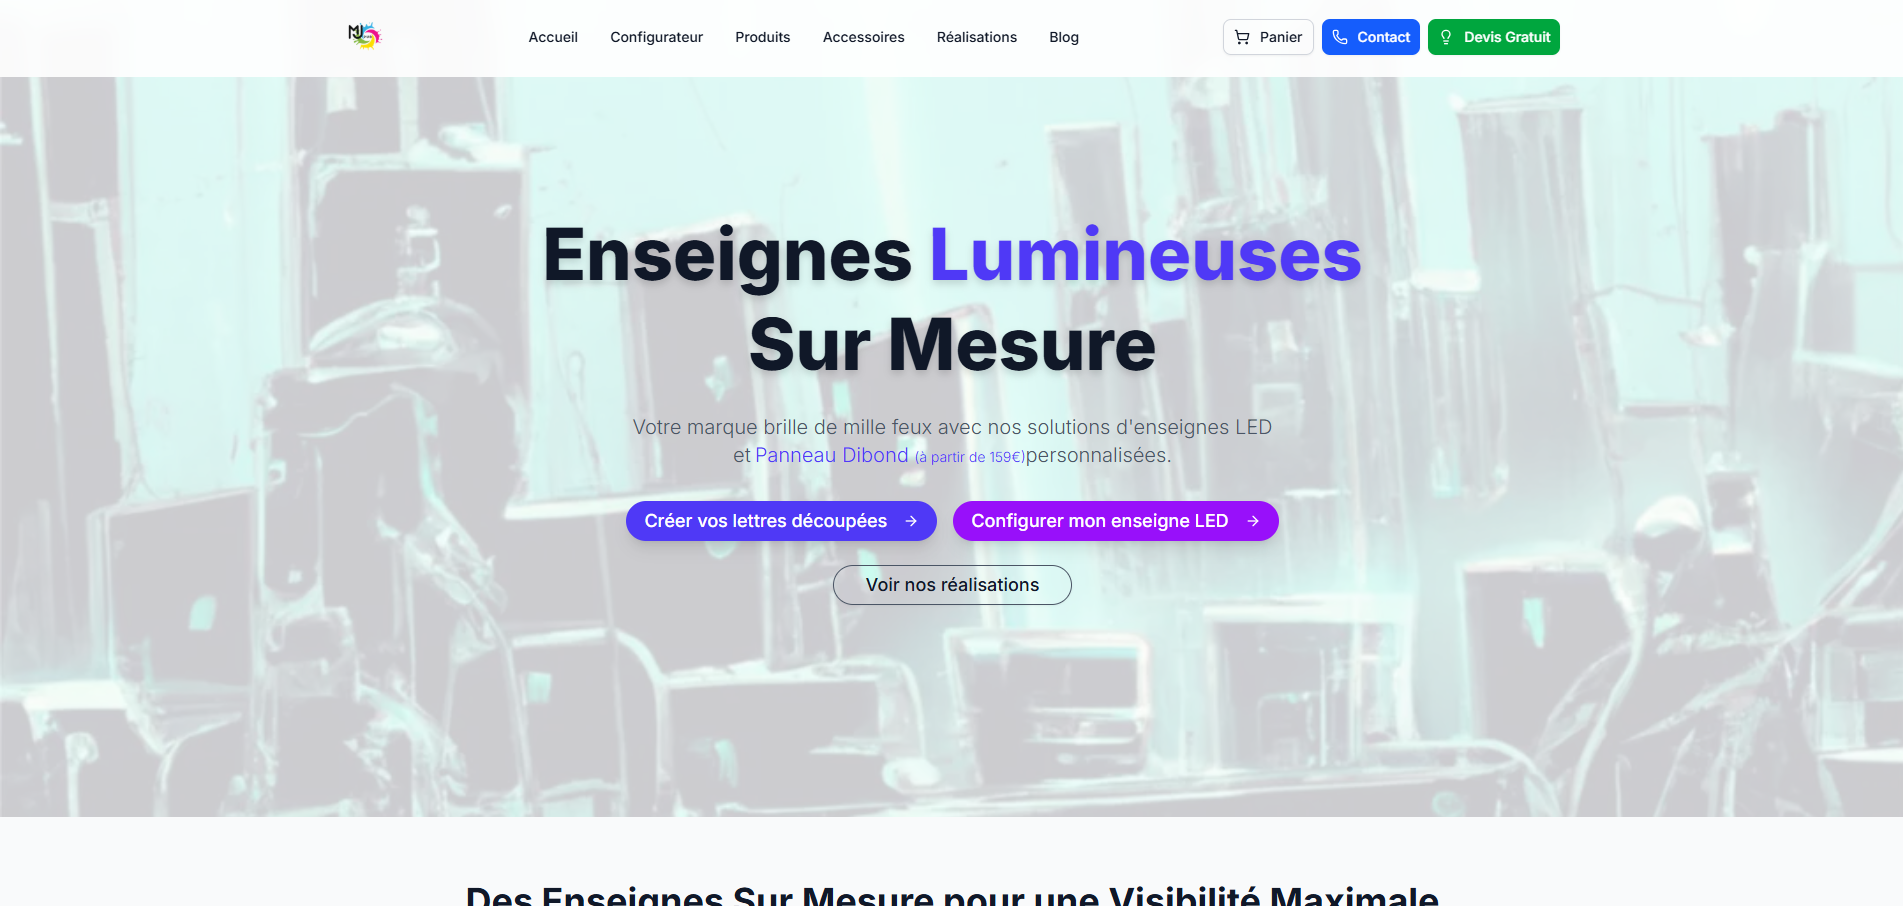 MJ
Accueil
Configurateur
Produits
Accessoires
Réalisations
Blog
Panier
Contact
Devis Gratuit
Enseignes Lumineuses
Sur Mesure
Votre marque brille de mille feux avec nos solutions d'enseignes LED
et Panneau Dibond (à partir de 159€)personnalisées.
Créer vos lettres découpées
Configurer mon enseigne LED
Voir nos réalisations
Des Enseignes Sur Mesure pour une Visibilité Maximale